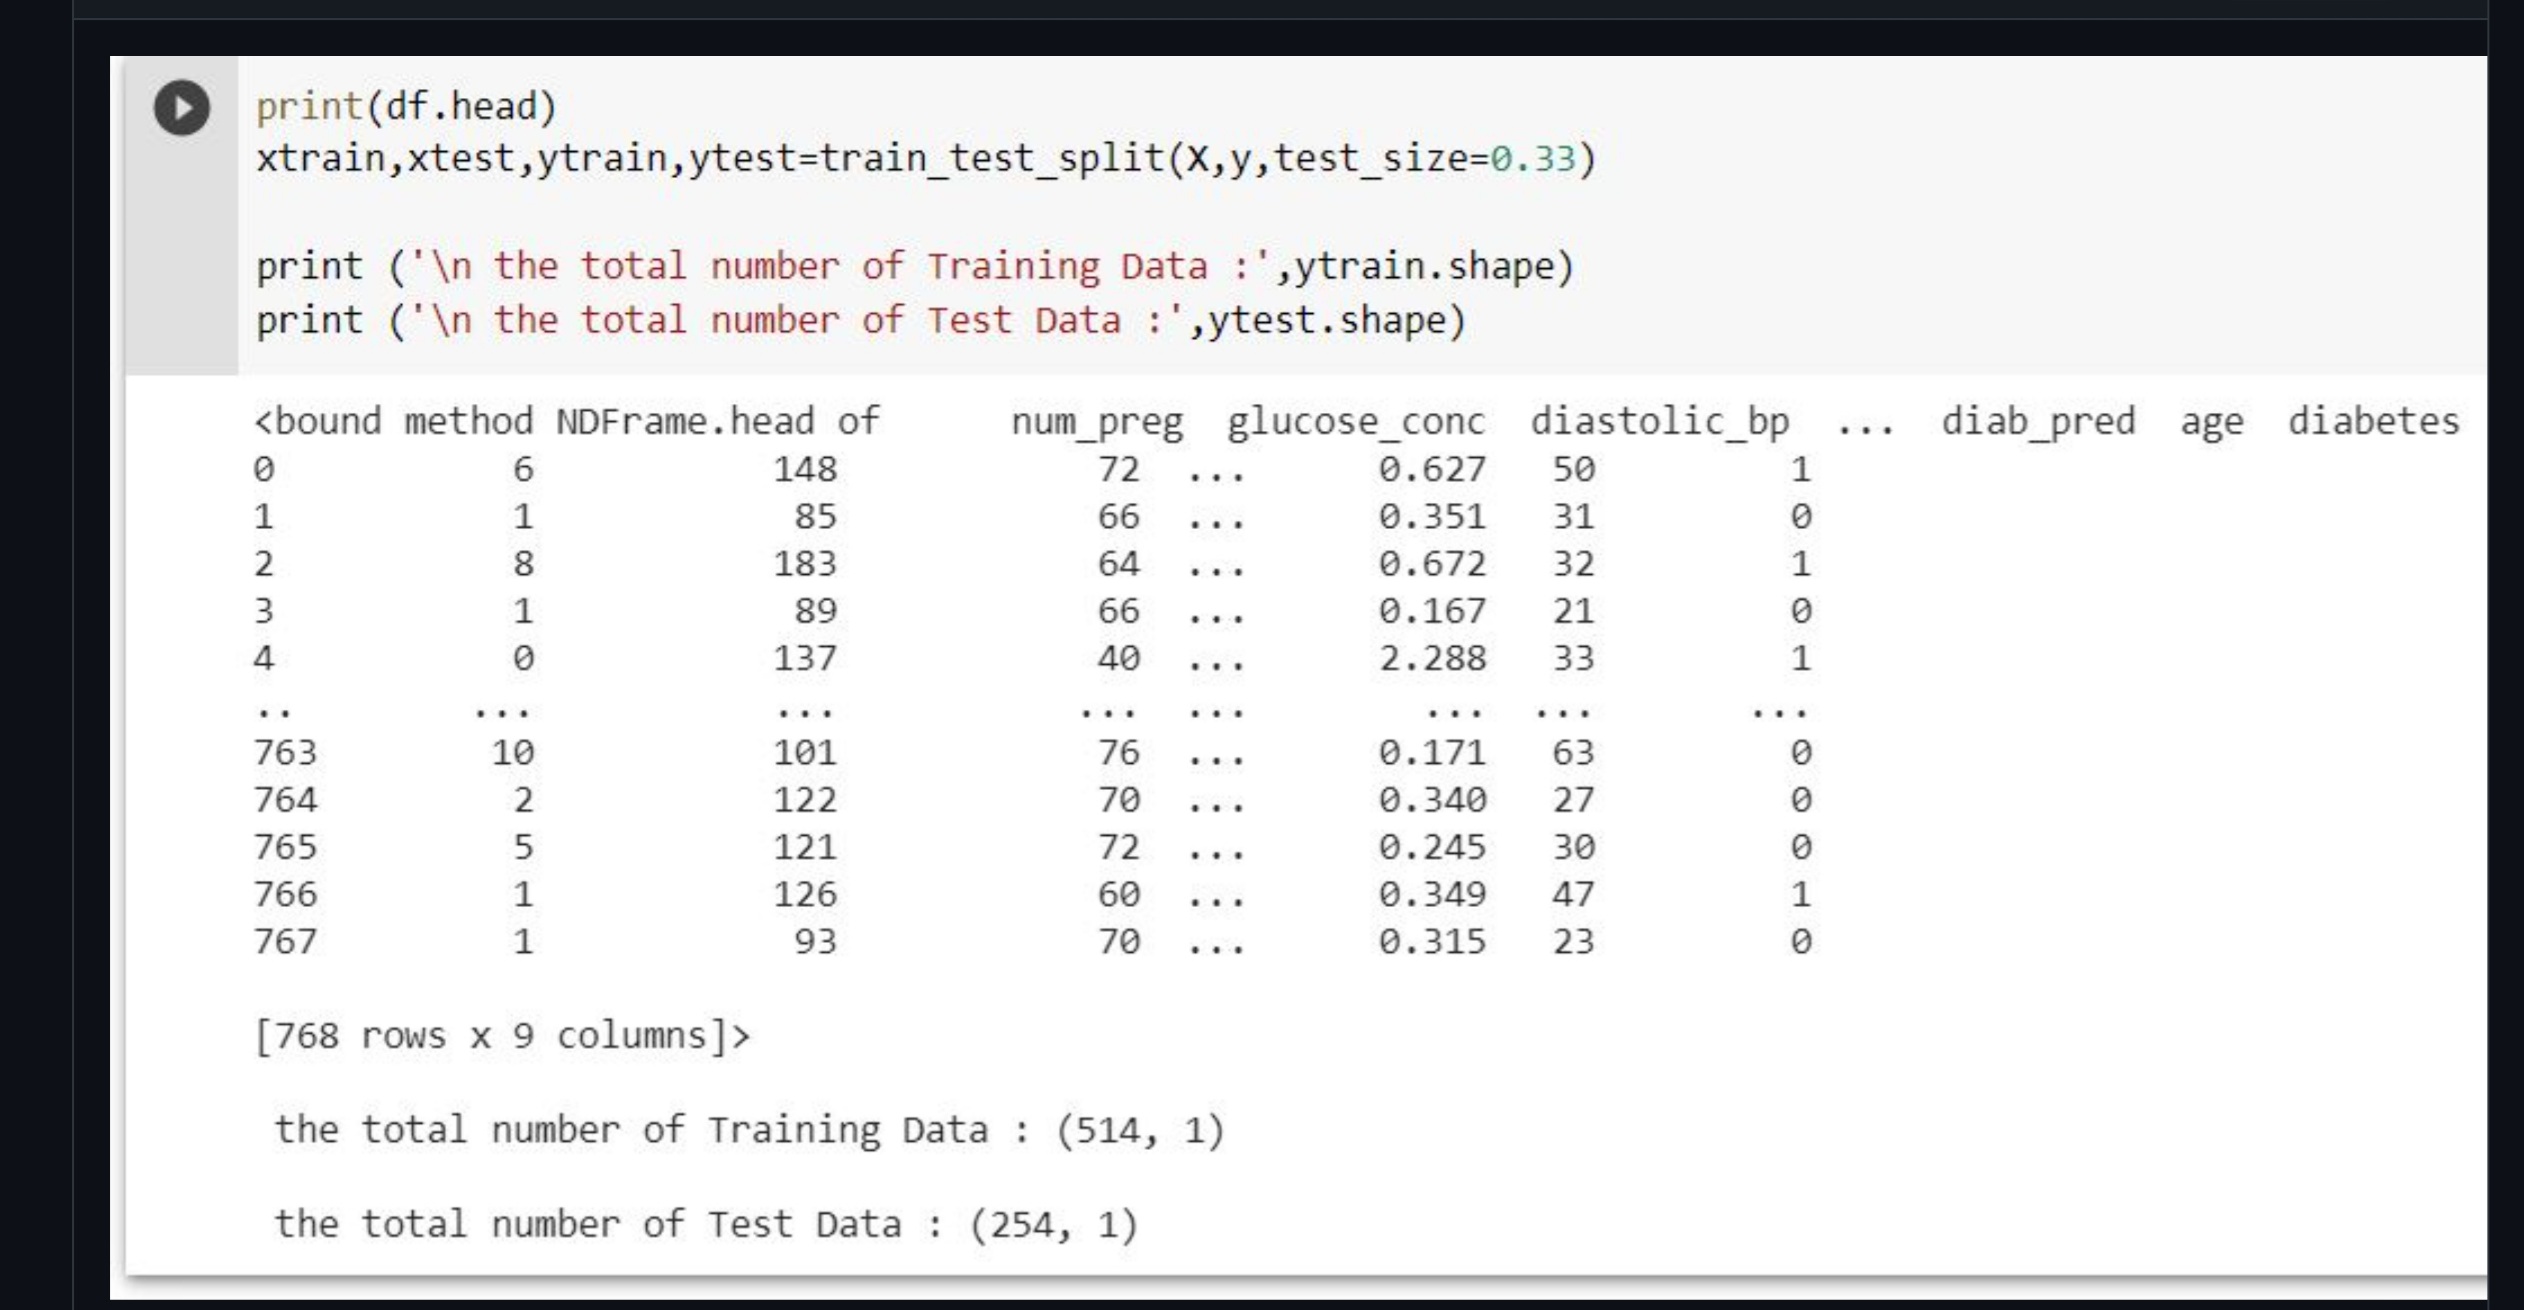 print(df.head)
xtrain,xtest,ytrain,ytest=train_test_split(X,y,test_size=0.33)
print ('\n the total number of Training Data :',ytrain.shape)
print ('\n the total number of Test Data :',ytest.shape)
<bound method NDFrame.head of      num_preg  glucose_conc  diastolic_bp  ...  diab_pred  age  diabetes
0           6           148            72  ...       0.627   50         1
1           1            85            66  ...       0.351   31         0
2           8           183            64  ...       0.672   32         1
3           1            89            66  ...       0.167   21         0
4           0           137            40  ...       2.288   33         1
..        ...           ...           ...  ...         ...  ...       ...
763        10           101            76  ...       0.171   63         0
764         2           122            70  ...       0.340   27         0
765         5           121            72  ...       0.245   30         0
766         1           126            60  ...       0.349   47         1
767         1            93            70  ...       0.315   23         0
[768 rows x 9 columns]>
the total number of Training Data : (514, 1)
the total number of Test Data : (254, 1)